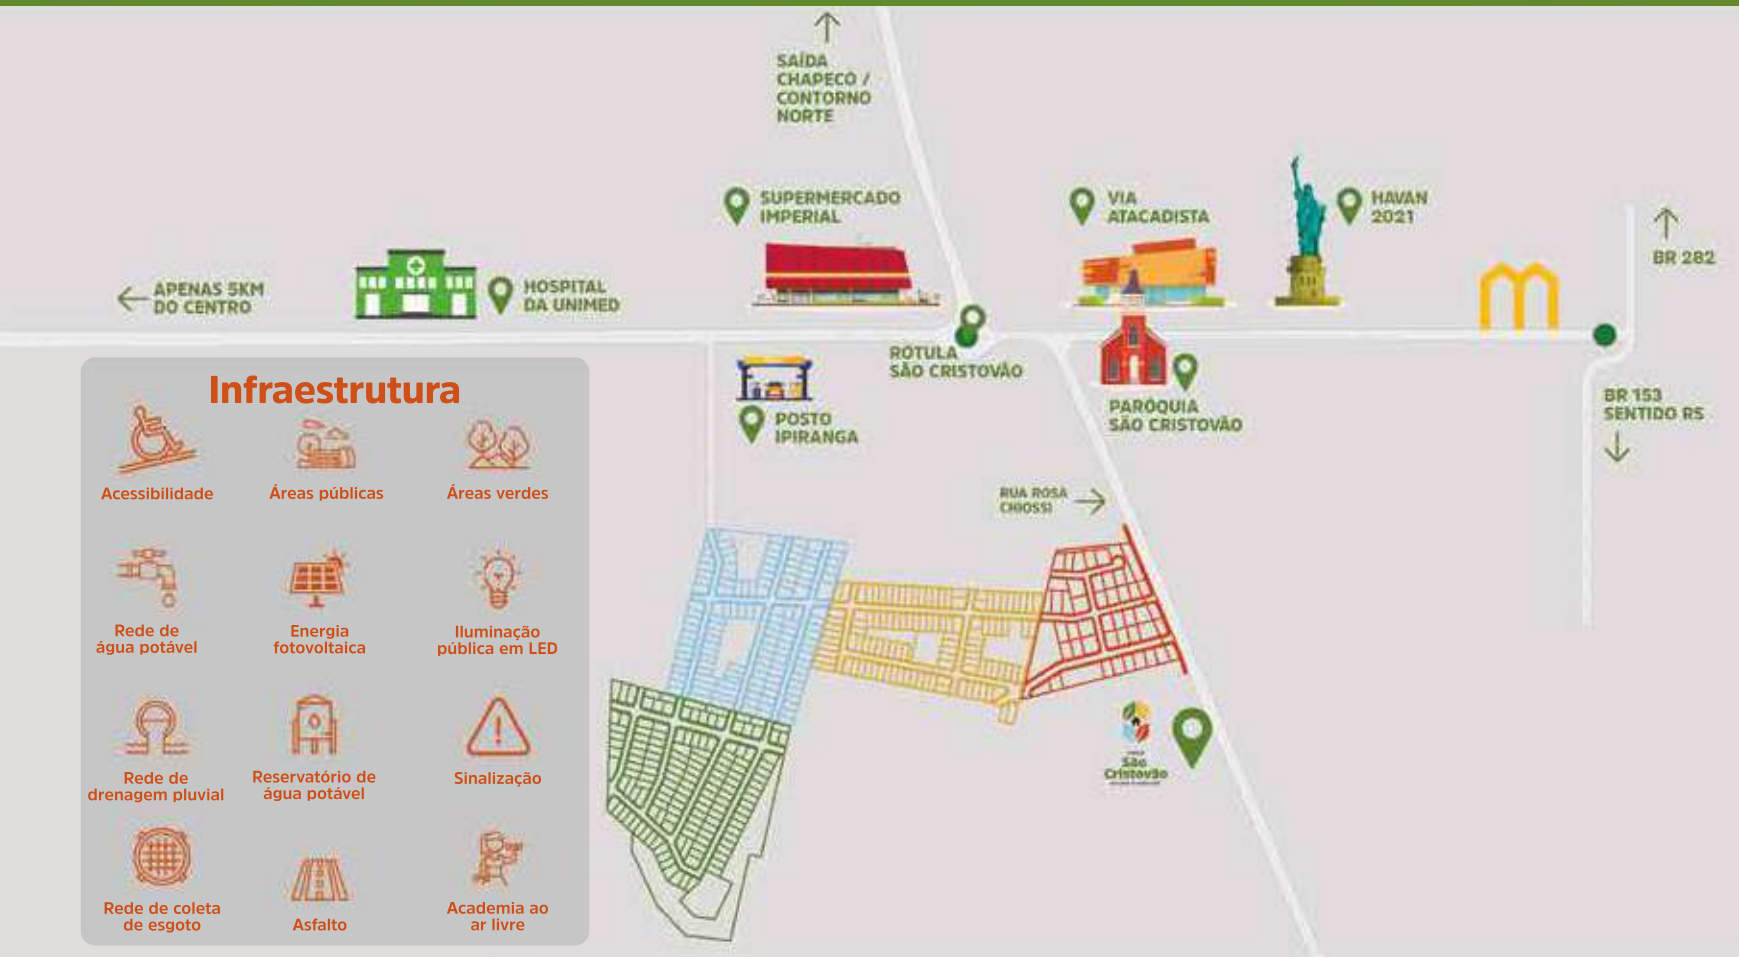 SAÍDA
CHAPECÓ /
CONTORNO
NORTE
SUPERMERCADO
IMPERIAL
VIA
ATACADISTA
HAVAN
2021
BR 282
APENAS 5KM
DO CENTRO
HOSPITAL
DA UNIMED
RÓTULA
SÃO CRISTOVÃO
POSTO
IPIRANGA
PARÓQUIA
SÃO CRISTOVÃO
BR 153
SENTIDO RS
RUA ROSA
CHIOSSI
São
Cristovão
Infraestrutura
Acessibilidade
Áreas públicas
Áreas verdes
Rede de
água potável
Energia
fotovoltaica
Iluminação
pública em LED
Rede de
drenagem pluvial
Reservatório de
água potável
Sinalização
Rede de coleta
de esgoto
Asfalto
Academia ao
ar livre